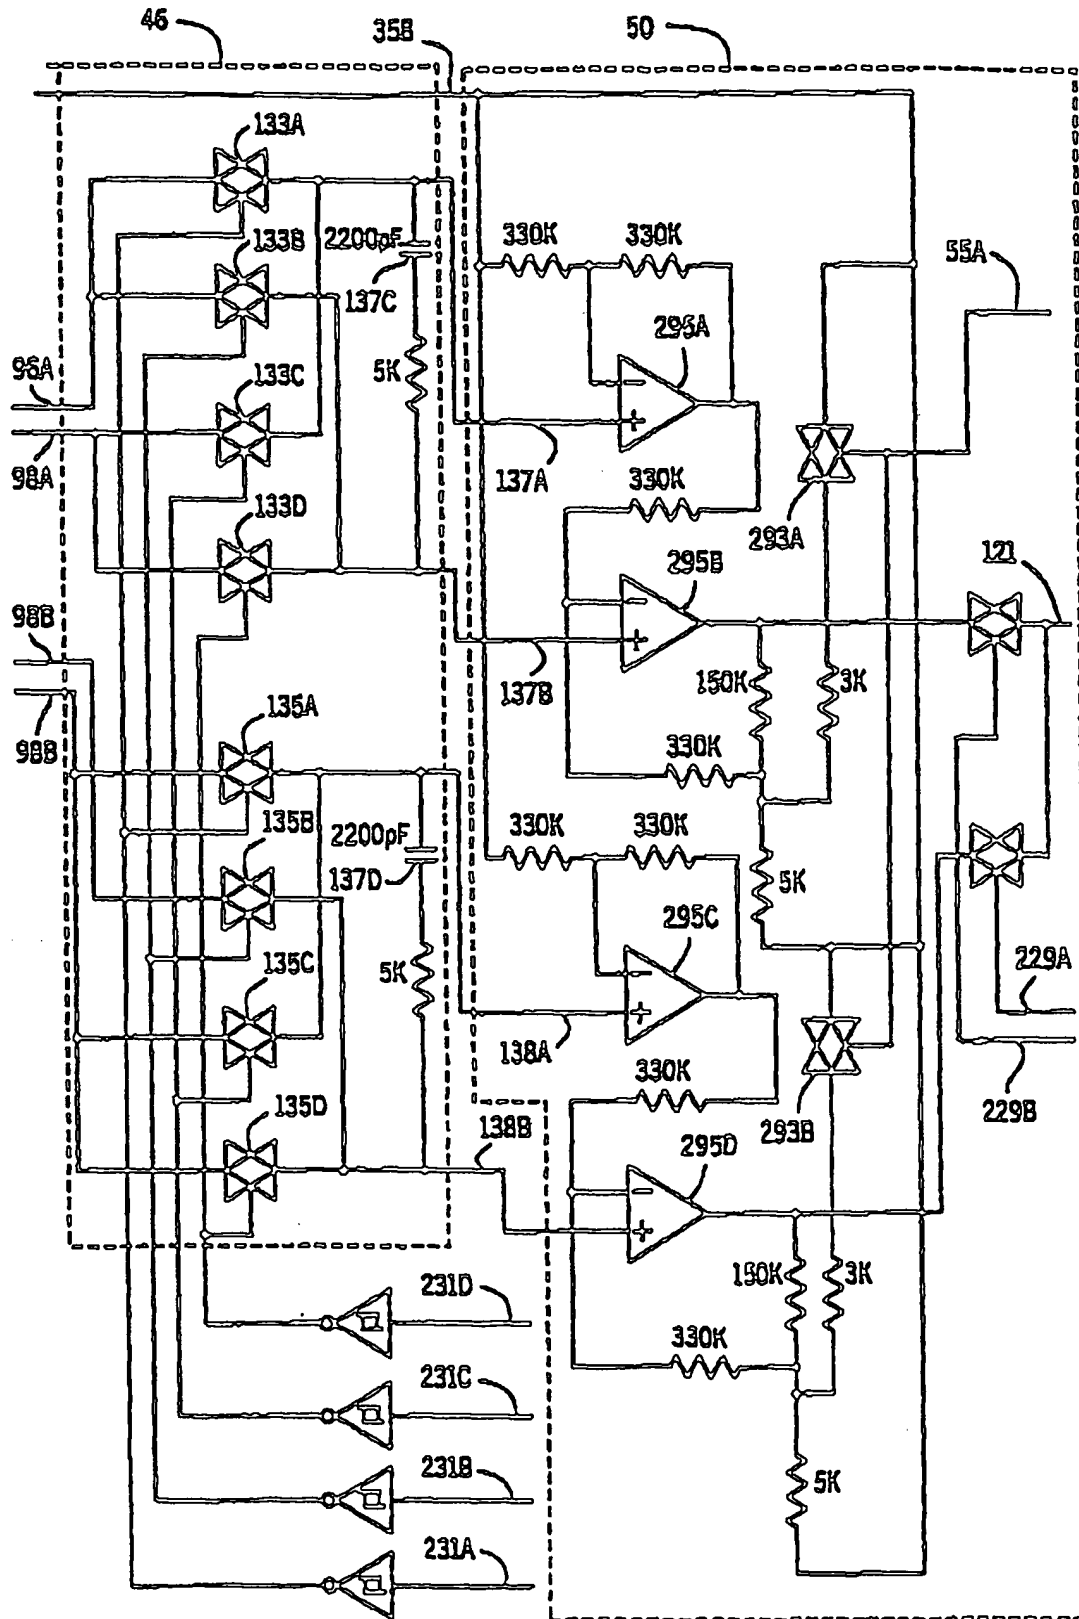 46
35B
50
133A
133B
2200pF
137C
330K
330K
55A
295A
5K
96A
133C
98A
137A
330K
293A
133D
295B
121
98B
137B
150K
3K
98B
135A
330K
135B
2200pF
330K
330K
137D
5K
295C
135C
5K
229A
138A
330K
229B
135D
138B
293B
295D
150K
3K
231D
330K
231C
231B
5K
231A